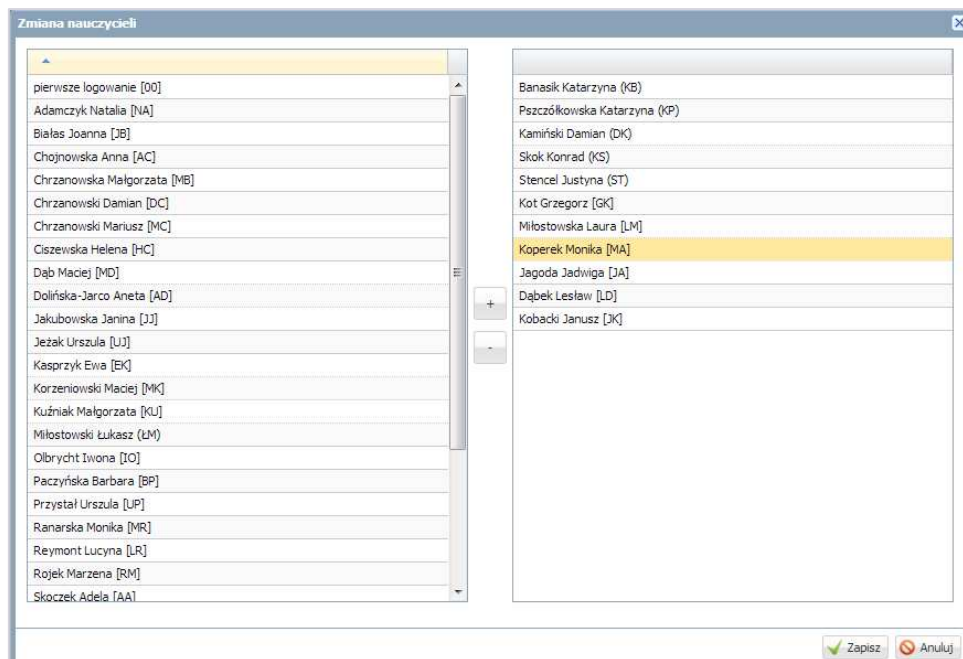 Zmiana nauczycieli
pierwsze logowanie [00]
Adamczyk Natalia [NA]
Białas Joanna [JB]
Chojnowska Anna [AC]
Chrzanowska Małgorzata [MB]
Chrzanowski Damian [DC]
Chrzanowski Mariusz [MC]
Ciszewska Helena [HC]
Dąb Maciej [MD]
Dolińska-Jarco Aneta [AD]
Jakubowska Janina [JJ]
Jeżak Urszula [UJ]
Kasprzyk Ewa [EK]
Korzeniowski Maciej [MK]
Kuźniak Małgorzata [KU]
Miłostowski Łukasz (ŁM)
Olbrycht Iwona [IO]
Paczyńska Barbara [BP]
Przystał Urszula [UP]
Ranarska Monika [MR]
Reymont Lucyna [LR]
Rojek Marzena [RM]
Skoczek Adela [AA]
+
-
Banasik Katarzyna (KB)
Pszczółkowska Katarzyna (KP)
Kamiński Damian (DK)
Skok Konrad (KS)
Stencel Justyna (ST)
Kot Grzegorz [GK]
Miłostowska Laura [LM]
Koperek Monika [MA]
Jagoda Jadwiga [JA]
Dąbek Lesław [LD]
Kobacki Janusz [JK]
Zapisz
Anuluj